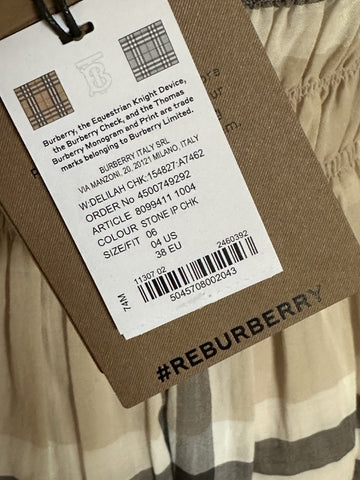 Burberry, the Equestrian Knight Device,
the Burberry Check, and the Thomas
Burberry Monogram and Print are trade
marks belonging to Burberry Limited.
BURBERRY ITALY SRL
VIA MANZONI, 20, 20121 MILANO, ITALY
W:DELILAH CHK:154827:A7462
ORDER No 4500749292
ARTICLE 8099411 1004
COLOUR STONE IP CHK
SIZE/FIT 06
04 US
38 EU
74M
11307 02
2460392
5045708002043
#REBURBERRY